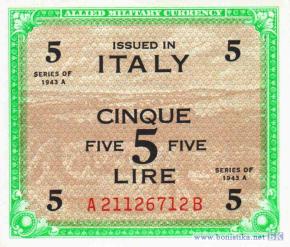 ALLIED MILITARY CURRENCY
5 ISSUED IN 5
ITALY
SERIES OF
1943 A
CINQUE
FIVE 5 FIVE
SERIES OF
1943 A
LIRE
5 5
A 21126712 B
www.bonistika.net